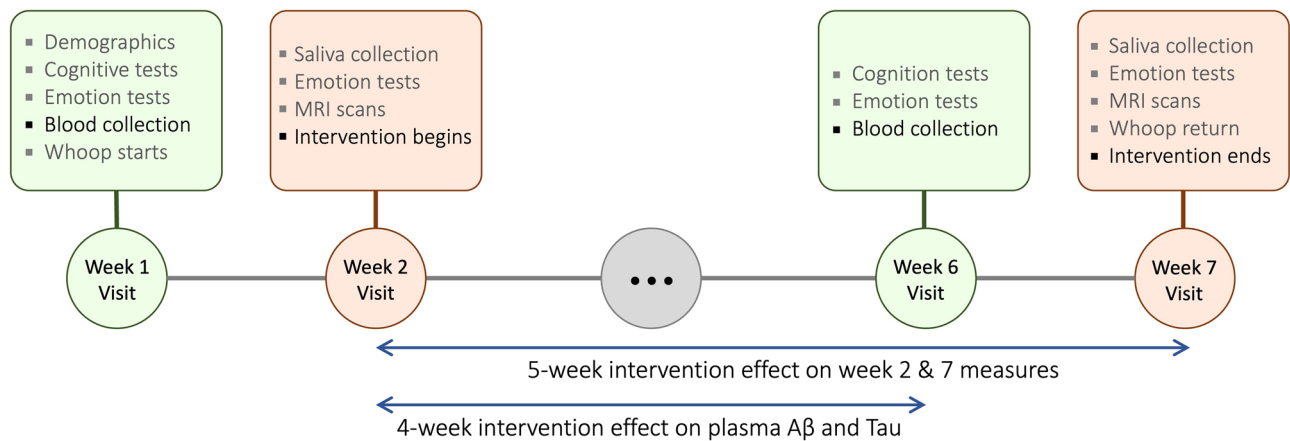 Demographics
Cognitive tests
Emotion tests
Blood collection
Whoop starts
Saliva collection
Emotion tests
MRI scans
Intervention begins
Cognition tests
Emotion tests
Blood collection
Saliva collection
Emotion tests
MRI scans
Whoop return
Intervention ends
Week 1
Visit
Week 2
Visit
...
Week 6
Visit
Week 7
Visit
5-week intervention effect on week 2 & 7 measures
4-week intervention effect on plasma Aβ and Tau